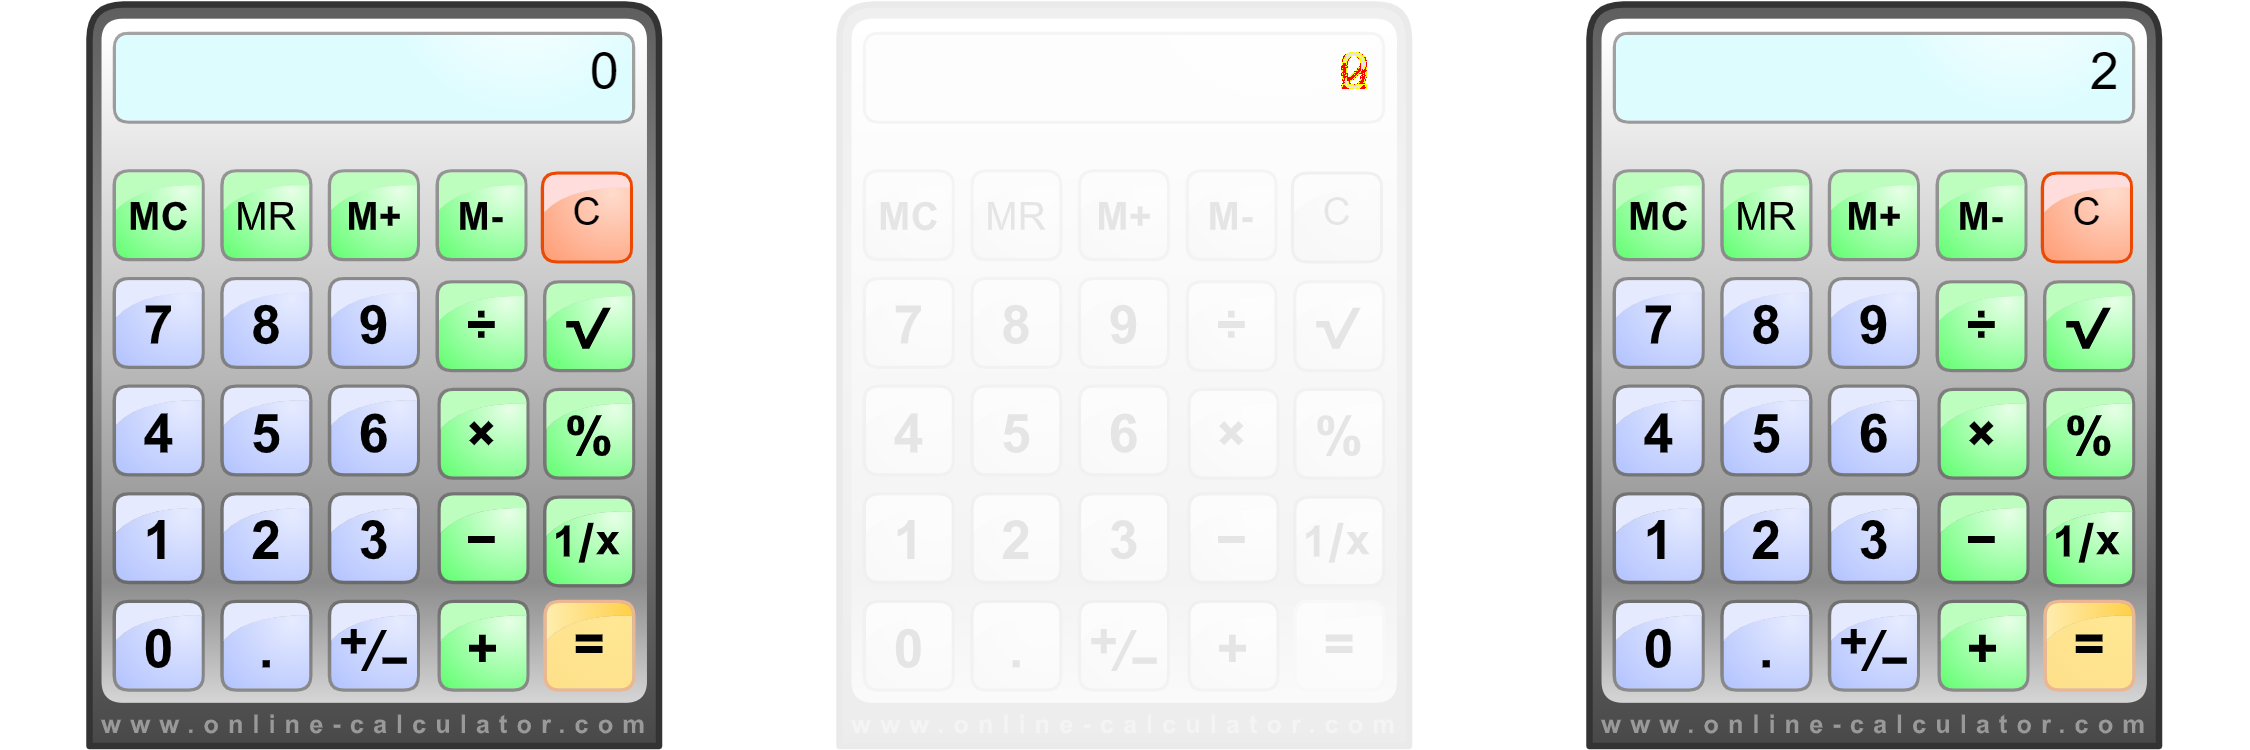 0
MC MR M+ M- C
7 8 9 ÷ √
4 5 6 × %
1 2 3 − 1/x
0 . +/− + =
www.online-calculator.com
MC MR M+ M- C
7 8 9 ÷ √
4 5 6 × %
1 2 3 − 1/x
0 . +/− + =
www.online-calculator.com
2
MC MR M+ M- C
7 8 9 ÷ √
4 5 6 × %
1 2 3 − 1/x
0 . +/− + =
www.online-calculator.com